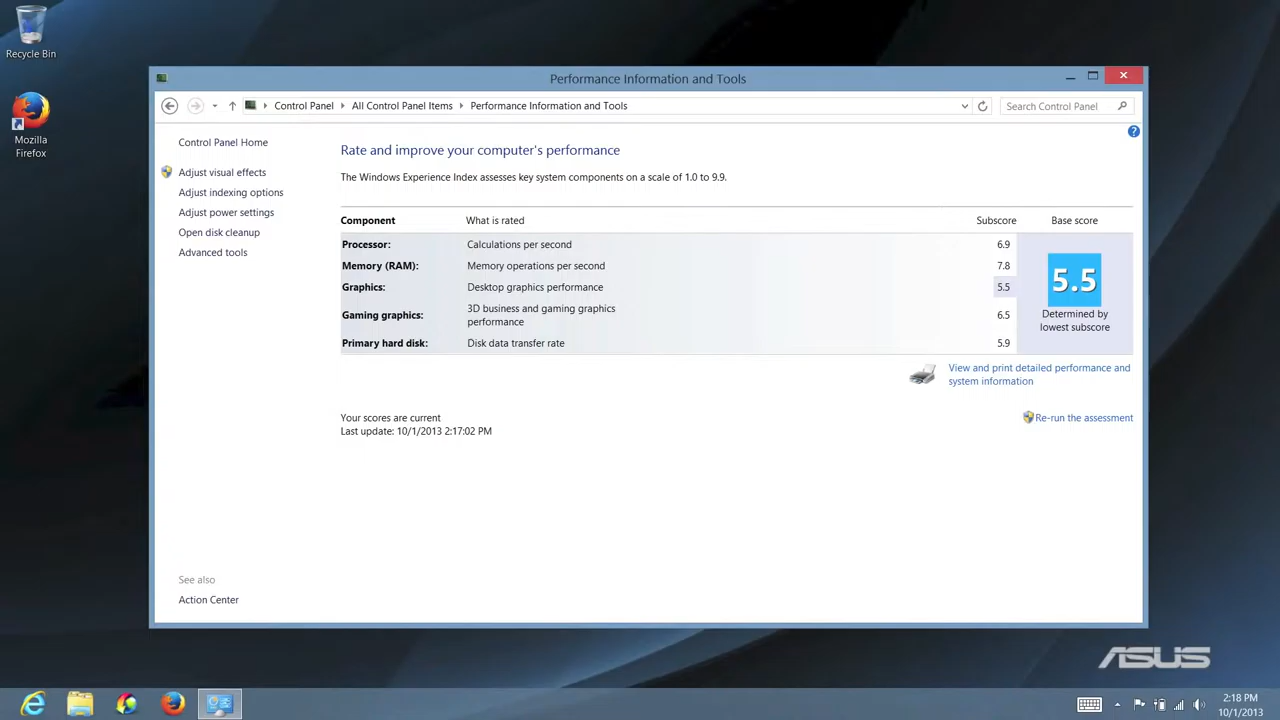 Recycle Bin
Mozilla
Firefox
Performance Information and Tools
Control Panel
All Control Panel Items
Performance Information and Tools
Search Control Panel
Control Panel Home
Adjust visual effects
Adjust indexing options
Adjust power settings
Open disk cleanup
Advanced tools
See also
Action Center
Rate and improve your computer's performance
The Windows Experience Index assesses key system components on a scale of 1.0 to 9.9.
Component What is rated Subscore Base score
Processor: Calculations per second 6.9
Memory (RAM): Memory operations per second 7.8
Graphics: Desktop graphics performance 5.5
Gaming graphics: 3D business and gaming graphics
performance 6.5
Primary hard disk: Disk data transfer rate 5.9
5.5
Determined by
lowest subscore
View and print detailed performance and
system information
Your scores are current
Last update: 10/1/2013 2:17:02 PM
Re-run the assessment
ASUS
2:18 PM
10/1/2013